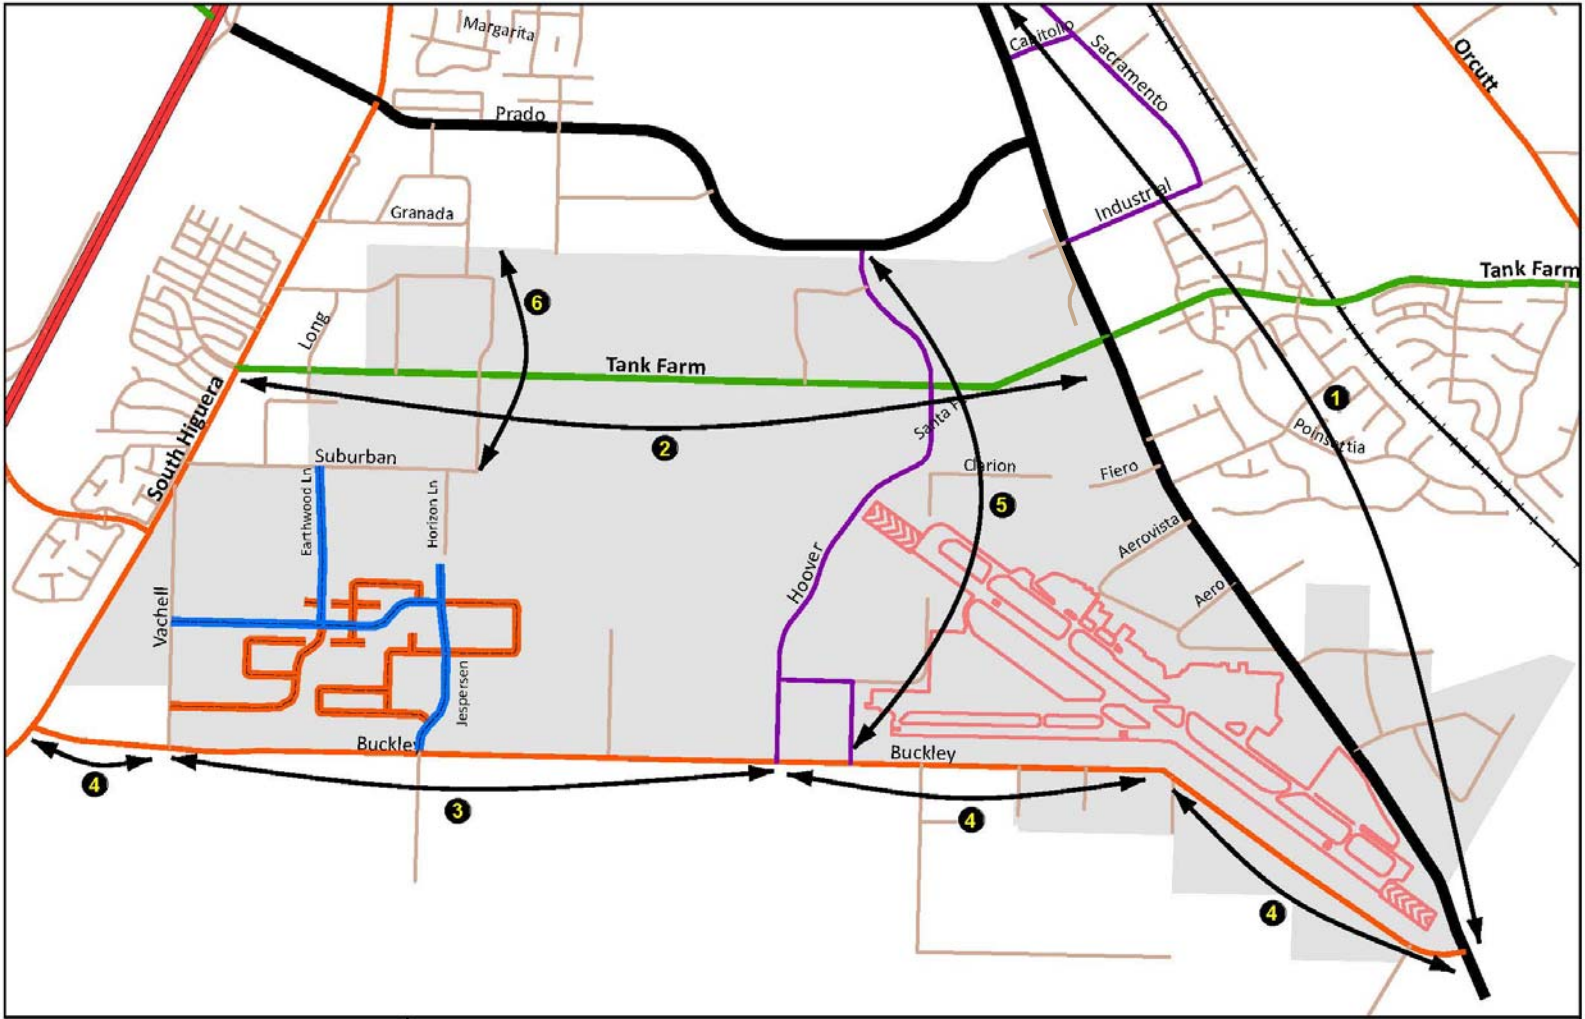 Margarita
Capitolio
Sacramento
Orcutt
Prado
Industrial
Granada
Tank Farm
6
Long
Tank Farm
1
South Higuera
2
Santa F
Poinsettia
Suburban
Clarion
Fiero
Earthwood Ln
Horizon Ln
5
Aerovista
Hoover
Aero
Vachell
Jespersen
Buckley
Buckley
4
3
4
4